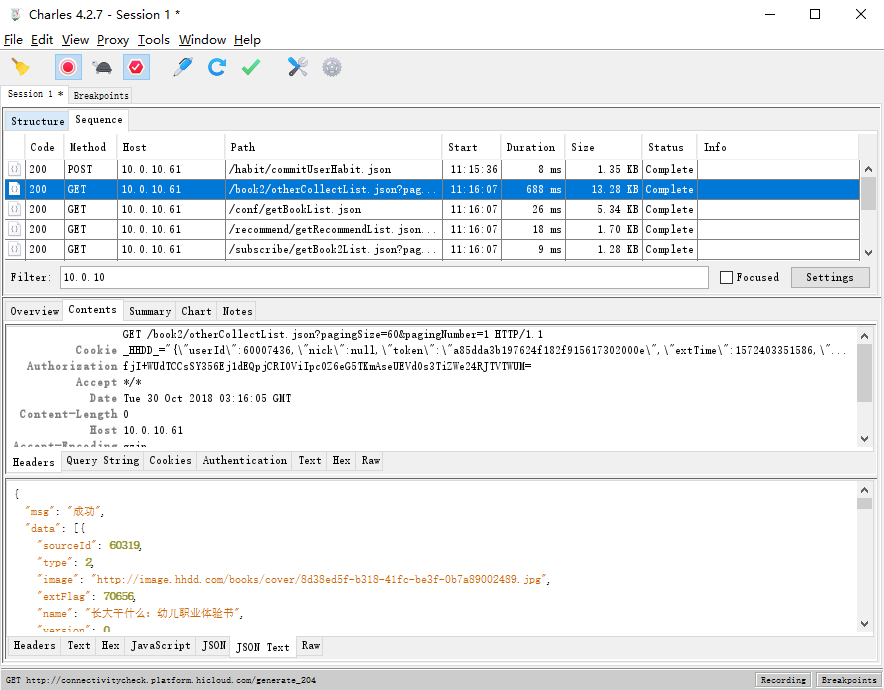 Charles 4.2.7 - Session 1 *
File Edit View Proxy Tools Window Help
Session 1 * Breakpoints
Structure Sequence
Code Method Host Path Start Duration Size Status Info
200 POST 10.0.10.61 /habit/commitUserHabit.json 11:15:36 8 ms 1.35 KB Complete
200 GET 10.0.10.61 /book2/otherCollectList.json?pag... 11:16:07 688 ms 13.28 KB Complete
200 GET 10.0.10.61 /conf/getBookList.json 11:16:07 26 ms 5.34 KB Complete
200 GET 10.0.10.61 /recommend/getRecommendList.json... 11:16:07 18 ms 1.70 KB Complete
200 GET 10.0.10.61 /subscribe/getBook2List.json?pag... 11:16:07 9 ms 1.28 KB Complete
Filter: 10.0.10 Focused Settings
Overview Contents Summary Chart Notes
GET /book2/otherCollectList.json?pagingSize=60&pagingNumber=1 HTTP/1.1
Cookie _HHDD_="{\"userId\":60007436,\"nick\":null,\"token\":\"a85dda3b197624f182f915617302000e\",\"extTime\":1572403351586,\"...
Authorization fjI+WUdTCCsSY356Ej1dEQpjCRI0ViIpc0Z6eG5TKmAseUEVd0s3TiZWe24RJTVTWUM=
Accept */*
Date Tue 30 Oct 2018 03:16:05 GMT
Content-Length 0
Host 10.0.10.61
Accept-Encoding gzip
Headers Query String Cookies Authentication Text Hex Raw
{
"msg": "成功",
"data": [{
"sourceId": 60319,
"type": 2,
"image": "http://image.hhdd.com/books/cover/8d38ed5f-b318-41fc-be3f-0b7a89002489.jpg",
"extFlag": 70656,
"name": "长大干什么：幼儿职业体验书",
"version": 0
Headers Text Hex JavaScript JSON JSON Text Raw
GET http://connectivitycheck.platform.hicloud.com/generate_204 Recording Breakpoints